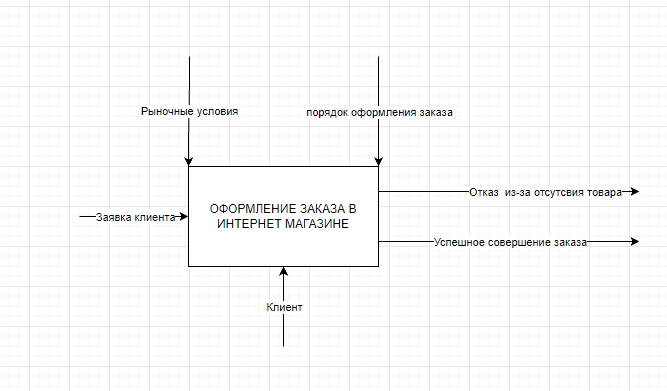 Рыночные условия
порядок оформления заказа
Отказ из-за отсутсвия товара
ОФОРМЛЕНИЕ ЗАКАЗА В
ИНТЕРНЕТ МАГАЗИНЕ
Заявка клиента
Успешное совершение заказа
Клиент